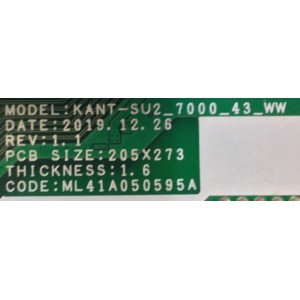 MODEL:KANT-SU2_7000_43_WW
DATE:2019.12.26
REV:1.1
PCB SIZE:205X273
THICKNESS:1.6
CODE:ML41A050595A